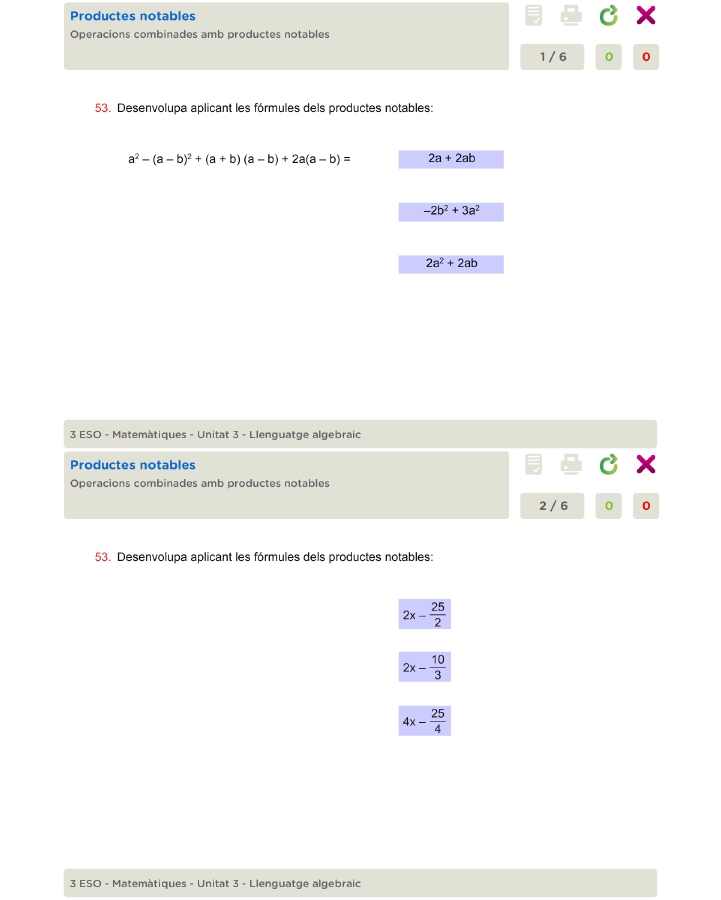 Productes notables
Operacions combinades amb productes notables
1 / 6
0
0
53. Desenvolupa aplicant les fórmules dels productes notables:
a² – (a – b)² + (a + b) (a – b) + 2a(a – b) =
2a + 2ab
–2b² + 3a²
2a² + 2ab
3 ESO - Matemàtiques - Unitat 3 - Llenguatge algebraic
Productes notables
Operacions combinades amb productes notables
2 / 6
0
0
53. Desenvolupa aplicant les fórmules dels productes notables:
2x – 25/2
2x – 10/3
4x – 25/4
3 ESO - Matemàtiques - Unitat 3 - Llenguatge algebraic